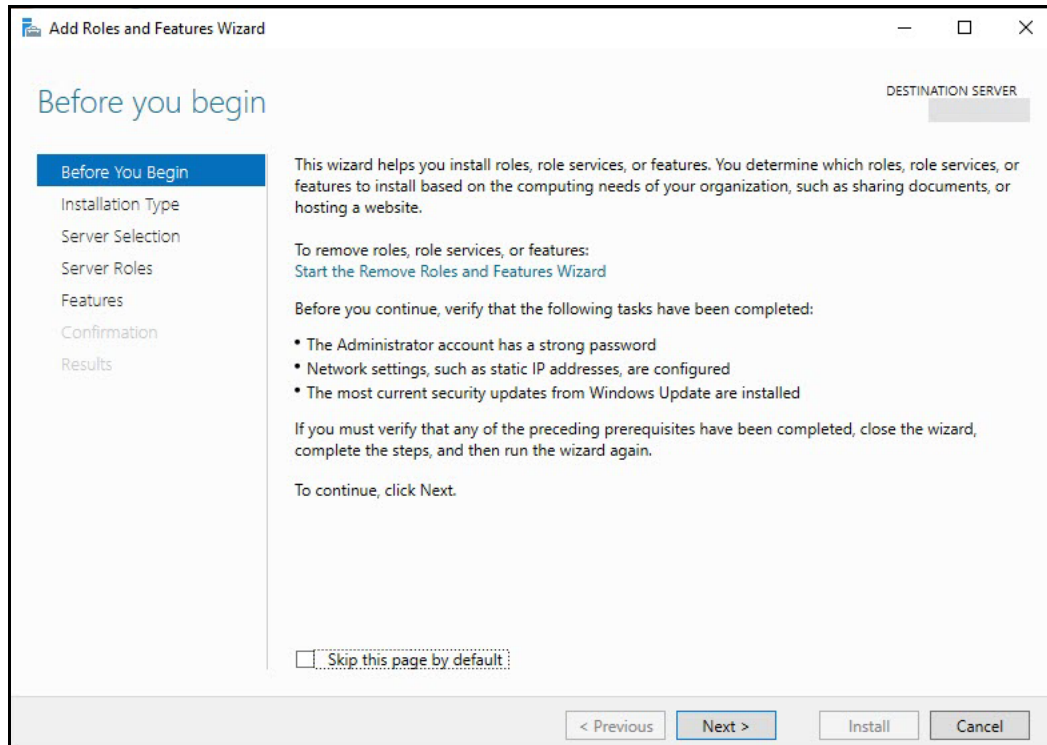 Add Roles and Features Wizard
Before you begin
DESTINATION SERVER
Before You Begin
Installation Type
Server Selection
Server Roles
Features
Confirmation
Results
This wizard helps you install roles, role services, or features. You determine which roles, role services, or
features to install based on the computing needs of your organization, such as sharing documents, or
hosting a website.
To remove roles, role services, or features:
Start the Remove Roles and Features Wizard
Before you continue, verify that the following tasks have been completed:
• The Administrator account has a strong password
• Network settings, such as static IP addresses, are configured
• The most current security updates from Windows Update are installed
If you must verify that any of the preceding prerequisites have been completed, close the wizard,
complete the steps, and then run the wizard again.
To continue, click Next.
Skip this page by default
< Previous
Next >
Install
Cancel